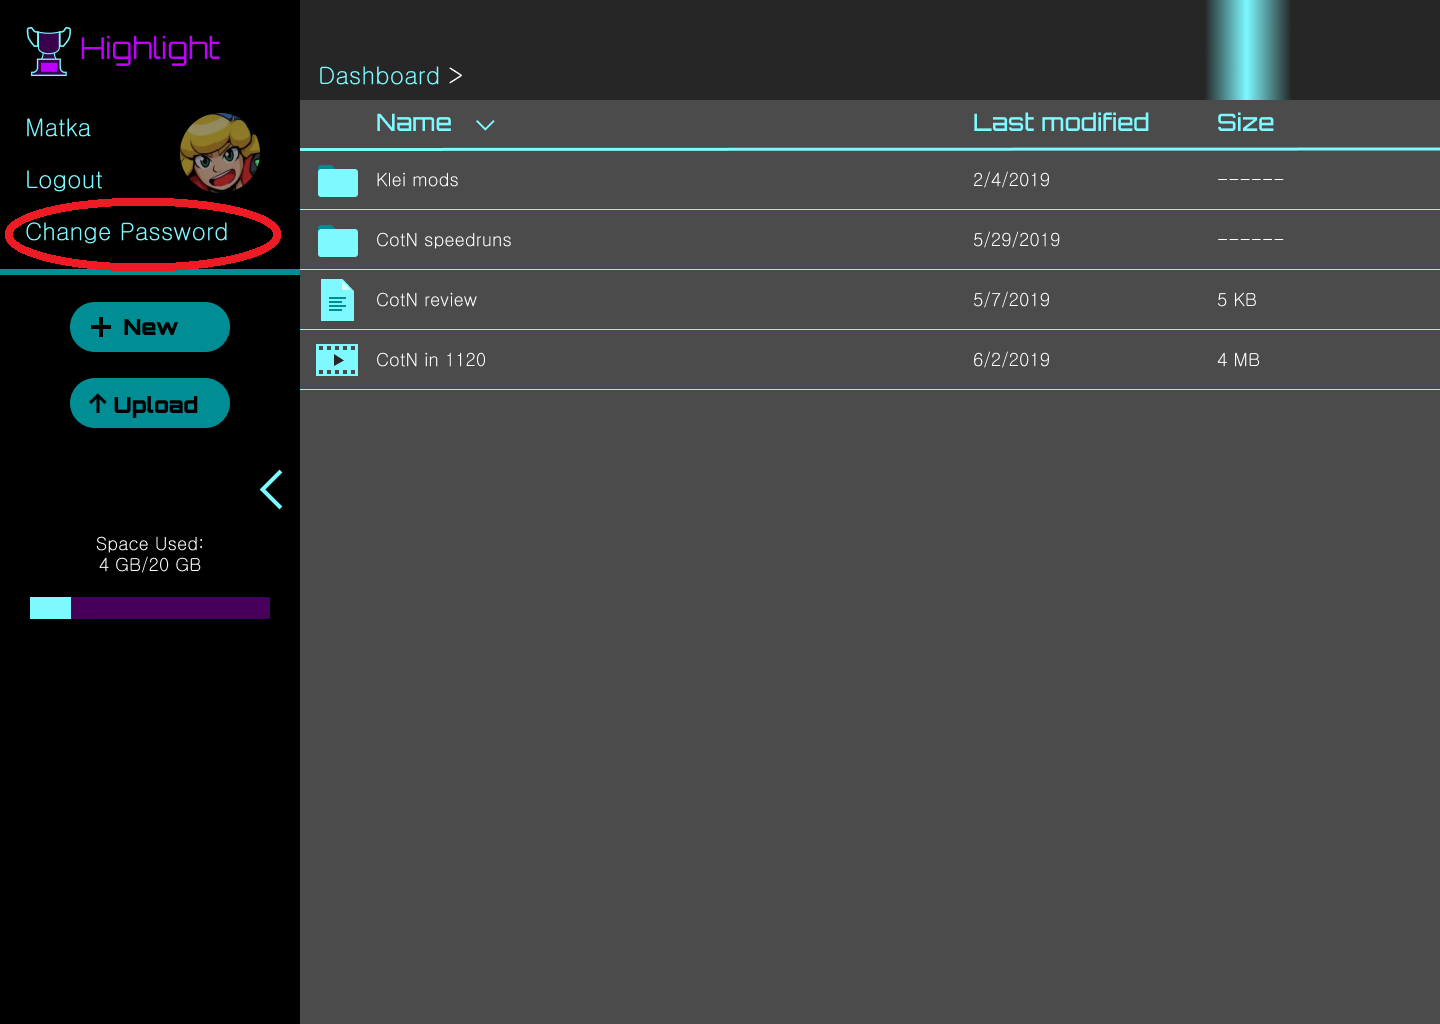 Highlight
Matka
Logout
Change Password
New
Upload
Space Used:
4 GB/20 GB
Dashboard >
Name Last modified Size
Klei mods 2/4/2019 ------
CotN speedruns 5/29/2019 ------
CotN review 5/7/2019 5 KB
CotN in 1120 6/2/2019 4 MB